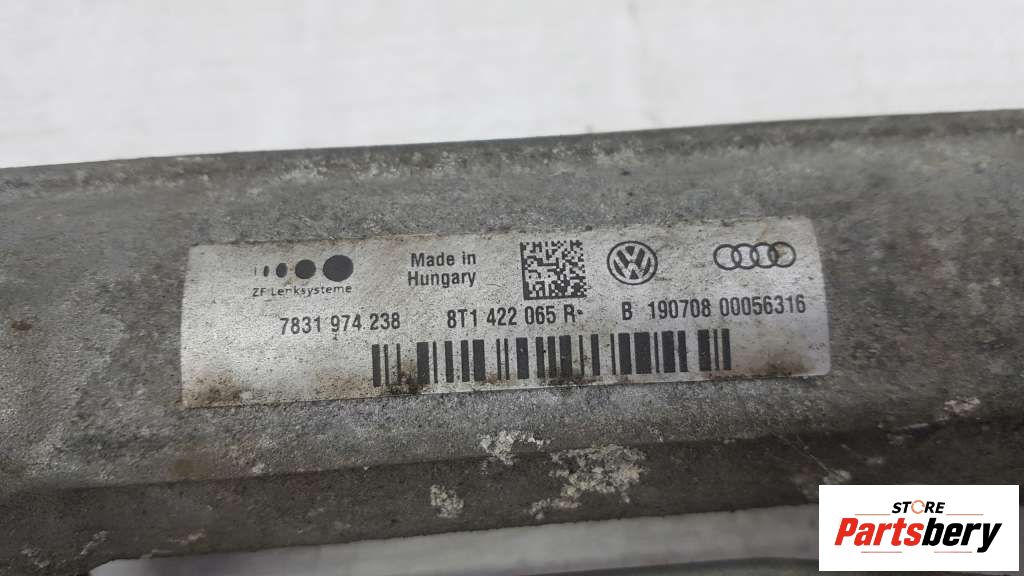 Made in
Hungary
ZF Lenksysteme
7831 974 238 8T1 422 065 R B 190708 00056316
STORE
Partsbery